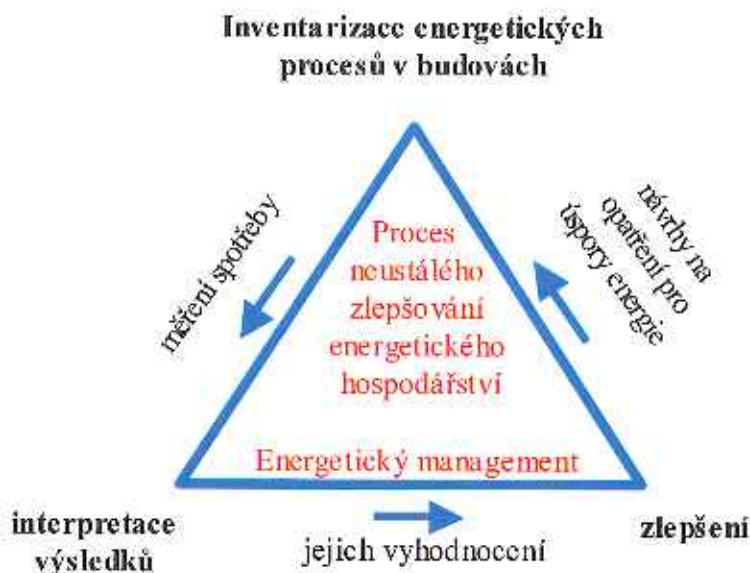 Inventarizace energetických
procesů v budovách
měření spotřeby
návrhy na
opatření pro
úspory energie
Proces
neustálého
zlepšování
energetického
hospodářství
Energetický management
interpretace
výsledků
jejich vyhodnocení
zlepšení